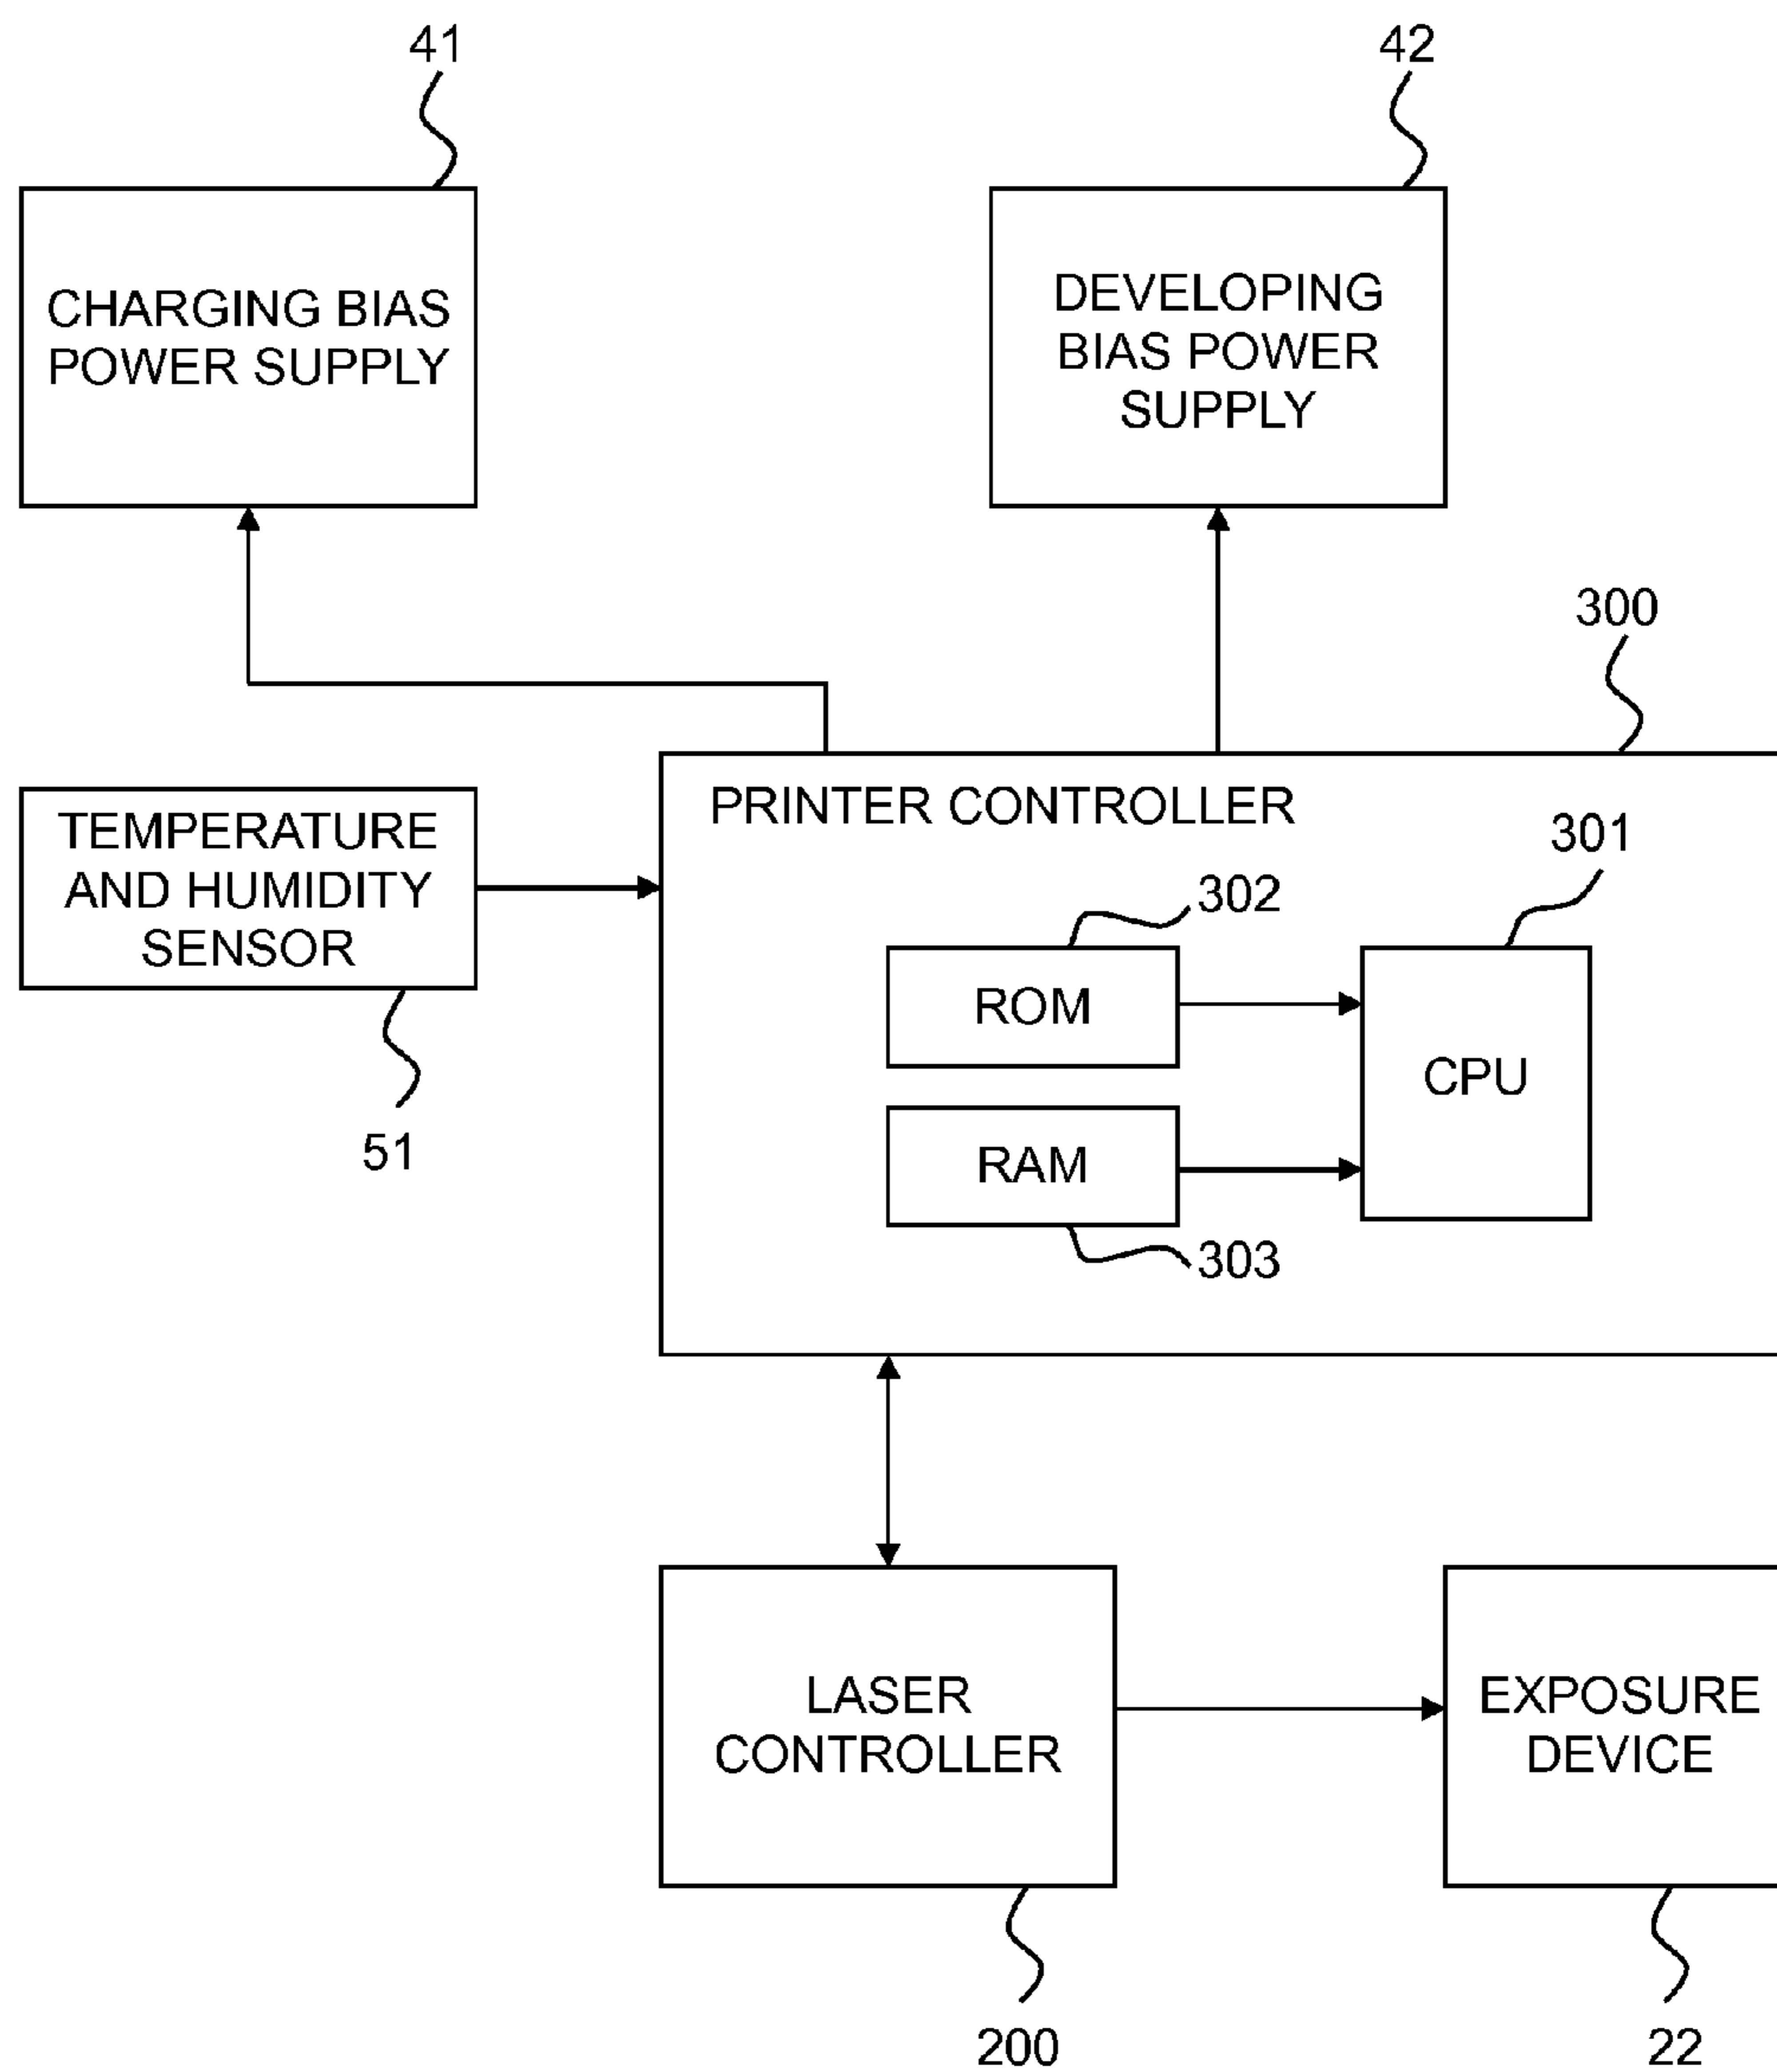 41
42
CHARGING BIAS
POWER SUPPLY
DEVELOPING
BIAS POWER
SUPPLY
300
PRINTER CONTROLLER
TEMPERATURE
AND HUMIDITY
SENSOR
301
302
ROM
CPU
51
RAM
303
LASER
CONTROLLER
EXPOSURE
DEVICE
200
22